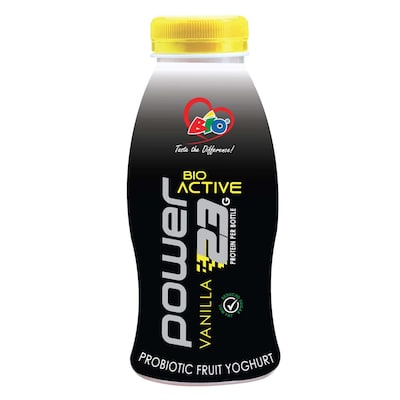 BIO
Taste the Difference!
BIO
ACTIVE
power
VANILLA
23G
PROTEIN PER BOTTLE
PROBIOTIC FRUIT YOGHURT